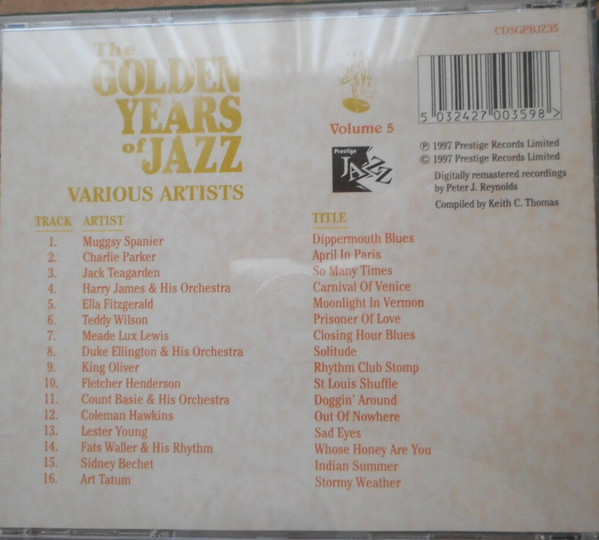 CDSGPBJZ35
The
GOLDEN
YEARS
of JAZZ
VARIOUS ARTISTS
Volume 5
Prestige
JAZZ
5 032427 003598 >
℗ 1997 Prestige Records Limited
© 1997 Prestige Records Limited
Digitally remastered recordings
by Peter J. Reynolds
Compiled by Keith C. Thomas
TRACK ARTIST TITLE
1. Muggsy Spanier Dippermouth Blues
2. Charlie Parker April In Paris
3. Jack Teagarden So Many Times
4. Harry James & His Orchestra Carnival Of Venice
5. Ella Fitzgerald Moonlight In Vermon
6. Teddy Wilson Prisoner Of Love
7. Meade Lux Lewis Closing Hour Blues
8. Duke Ellington & His Orchestra Solitude
9. King Oliver Rhythm Club Stomp
10. Fletcher Henderson St Louis Shuffle
11. Count Basie & His Orchestra Doggin' Around
12. Coleman Hawkins Out Of Nowhere
13. Lester Young Sad Eyes
14. Fats Waller & His Rhythm Whose Honey Are You
15. Sidney Bechet Indian Summer
16. Art Tatum Stormy Weather